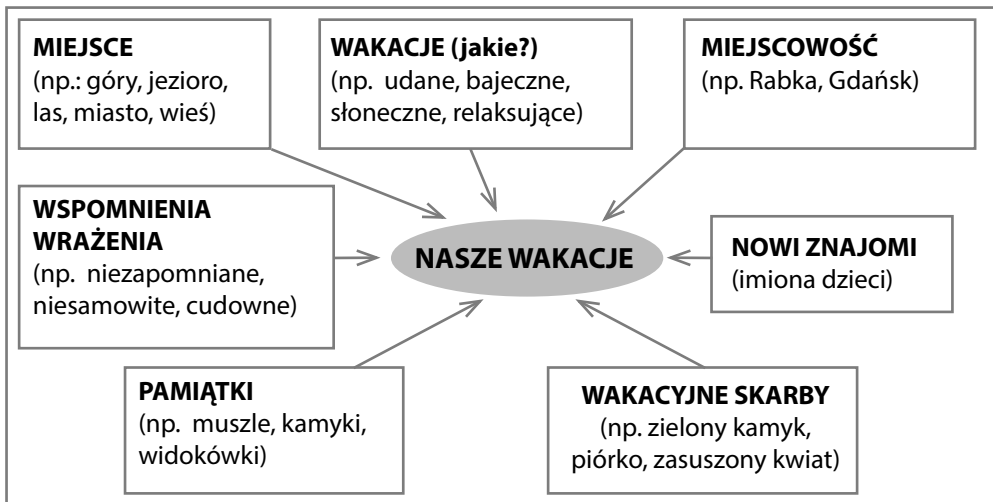 MIEJSCE
(np.: góry, jezioro,
las, miasto, wieś)
WAKACJE (jakie?)
(np. udane, bajeczne,
słoneczne, relaksujące)
MIEJSCOWOŚĆ
(np. Rabka, Gdańsk)
WSPOMNIENIA
WRAŻENIA
(np. niezapomniane,
niesamowite, cudowne)
NASZE WAKACJE
NOWI ZNAJOMI
(imiona dzieci)
PAMIĄTKI
(np. muszle, kamyki,
widokówki)
WAKACYJNE SKARBY
(np. zielony kamyk,
piórko, zasuszony kwiat)